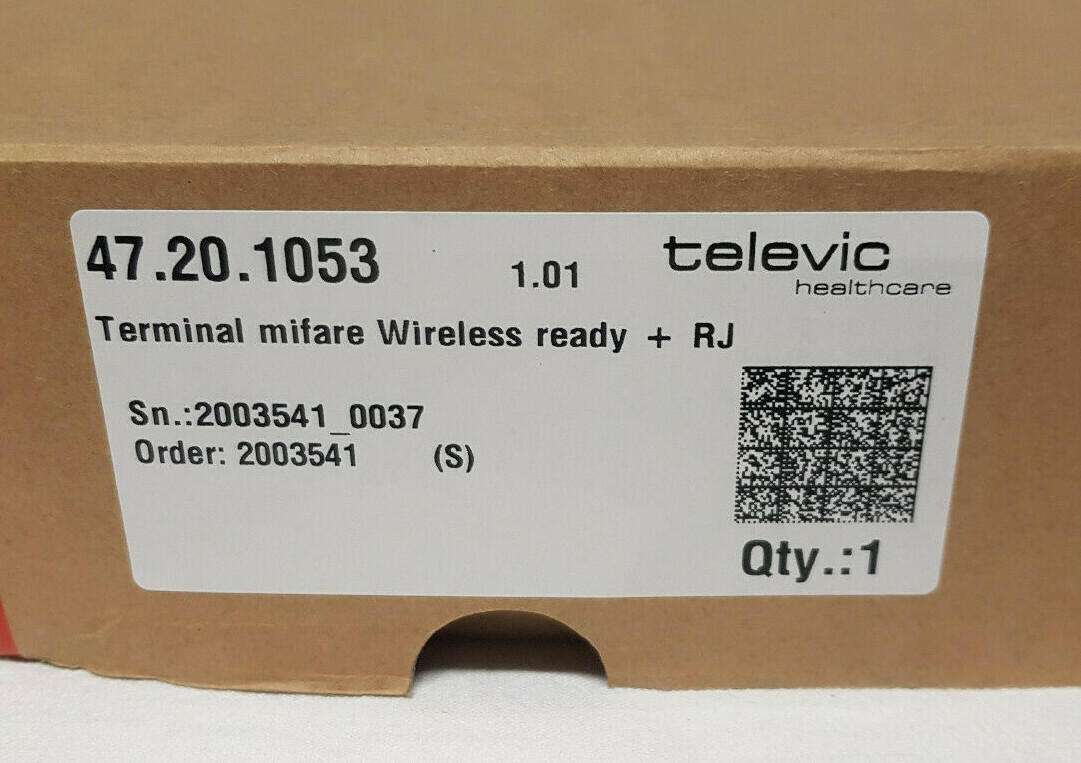 47.20.1053 1.01 televic
healthcare
Terminal mifare Wireless ready + RJ
Sn.:2003541_0037
Order: 2003541 (S)
Qty.:1